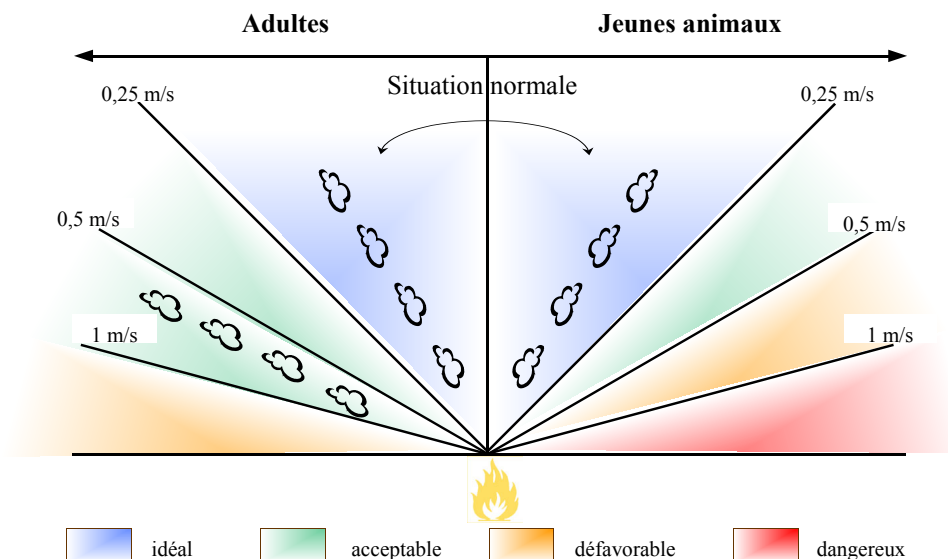 Adultes
Jeunes animaux
Situation normale
0,25 m/s
0,25 m/s
0,5 m/s
0,5 m/s
1 m/s
1 m/s
idéal
acceptable
défavorable
dangereux